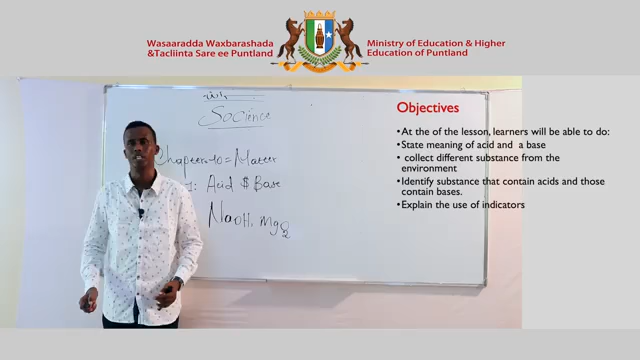 Wasaaradda Waxbarashada
&Tacliinta Sare ee Puntland
Ministry of Education & Higher
Education of Puntland
Socience
Chapter 10 = Matter
1: Acid $ Base
NaOH, MgO2
Objectives
•At the of the lesson, learners will be able to do:
•State meaning of acid and a base
• collect different substance from the
environment
•Identify substance that contain acids and those
contain bases.
•Explain the use of indicators